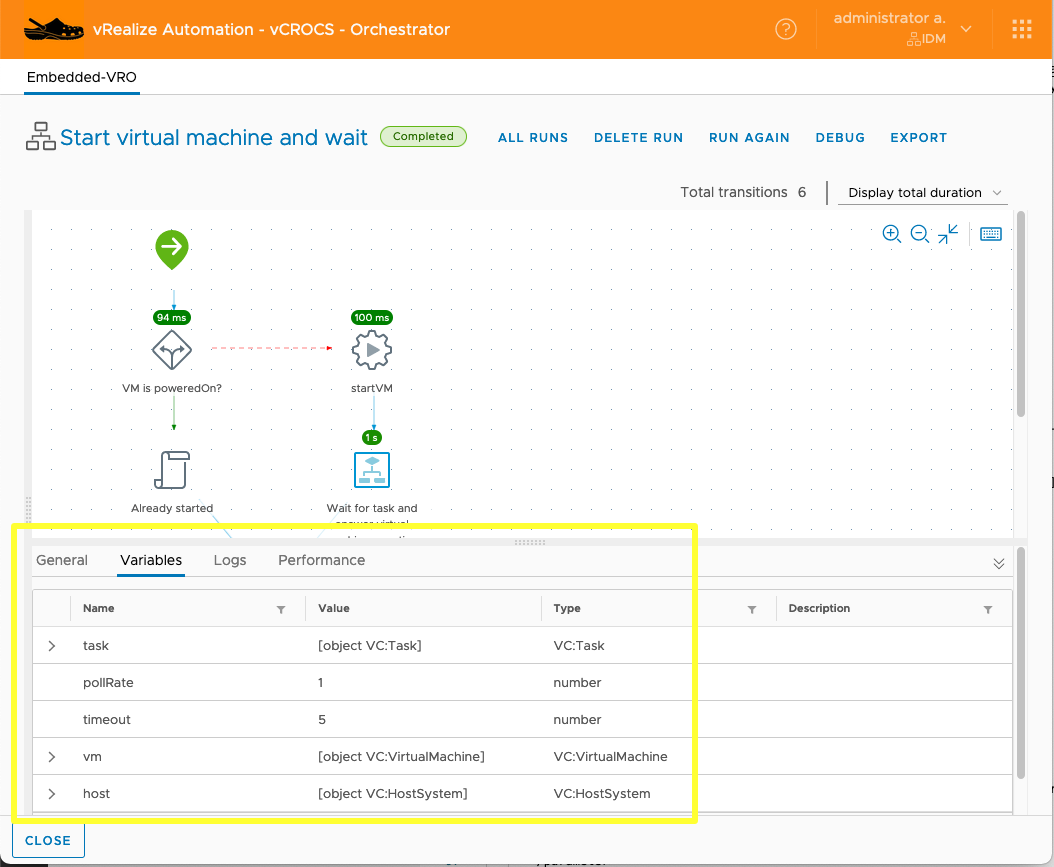 vRealize Automation - vCROCS - Orchestrator
administrator a.
IDM
Embedded-VRO
Start virtual machine and wait
Completed
ALL RUNS
DELETE RUN
RUN AGAIN
DEBUG
EXPORT
Total transitions 6
Display total duration
94 ms
100 ms
VM is poweredOn?
startVM
1 s
Already started
Wait for task and
answer virtual
General
Variables
Logs
Performance
Name Value Type Description
task [object VC:Task] VC:Task
pollRate 1 number
timeout 5 number
vm [object VC:VirtualMachine] VC:VirtualMachine
host [object VC:HostSystem] VC:HostSystem
CLOSE